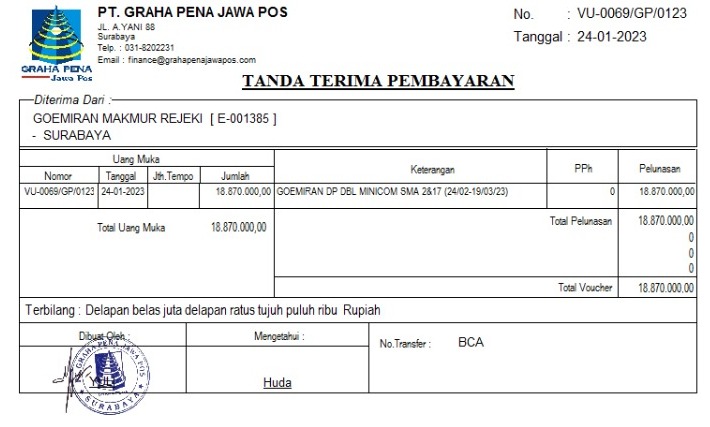 PT. GRAHA PENA JAWA POS
JL. A.YANI 88
Surabaya
Telp. : 031-8202231
Email : finance@grahapenajawapos.com
GRAHA PENA
Jawa Pos
No. : VU-0069/GP/0123
Tanggal : 24-01-2023
TANDA TERIMA PEMBAYARAN
Diterima Dari :
GOEMIRAN MAKMUR REJEKI [ E-001385 ]
- SURABAYA
Uang Muka Keterangan PPh Pelunasan
Nomor Tanggal Jth.Tempo Jumlah
VU-0069/GP/0123 24-01-2023 18.870.000,00 GOEMIRAN DP DBL MINICOM SMA 2&17 (24/02-19/03/23) 0 18.870.000,00
Total Uang Muka 18.870.000,00 Total Pelunasan 18.870.000,00
0
0
0
Total Voucher 18.870.000,00
Terbilang : Delapan belas juta delapan ratus tujuh puluh ribu Rupiah
Dibuat Oleh : Mengetahui : No.Transfer : BCA
PT. GRAHA PENA JAWA POS
SURABAYA
Huda